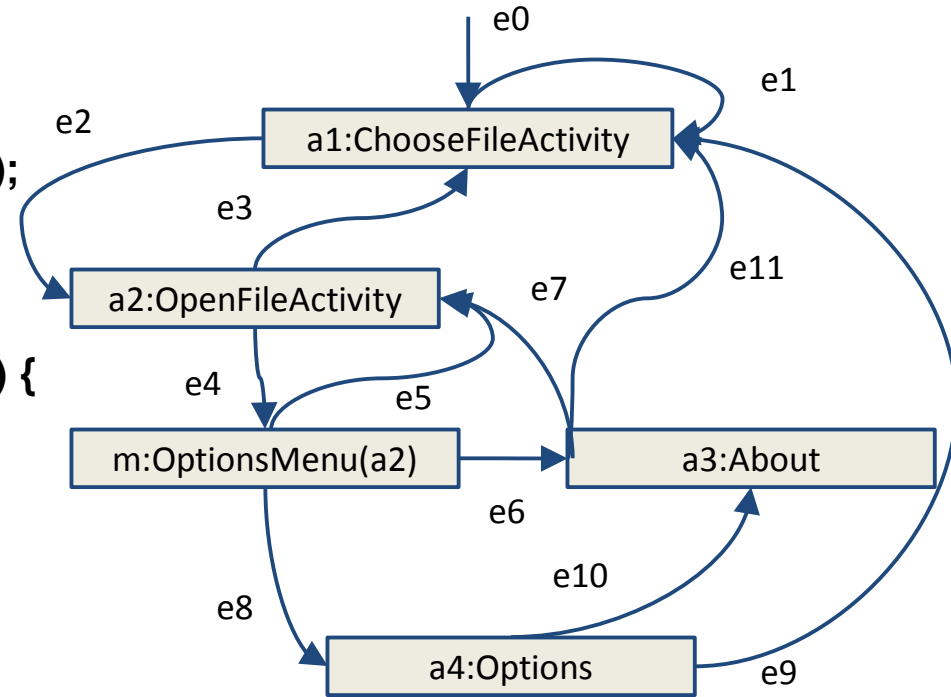 e0
e1
e2
a1:ChooseFileActivity
);
e3
e11
a2:OpenFileActivity
e7
) {
e4
e5
m:OptionsMenu(a2)
a3:About
e6
e10
e8
a4:Options
e9